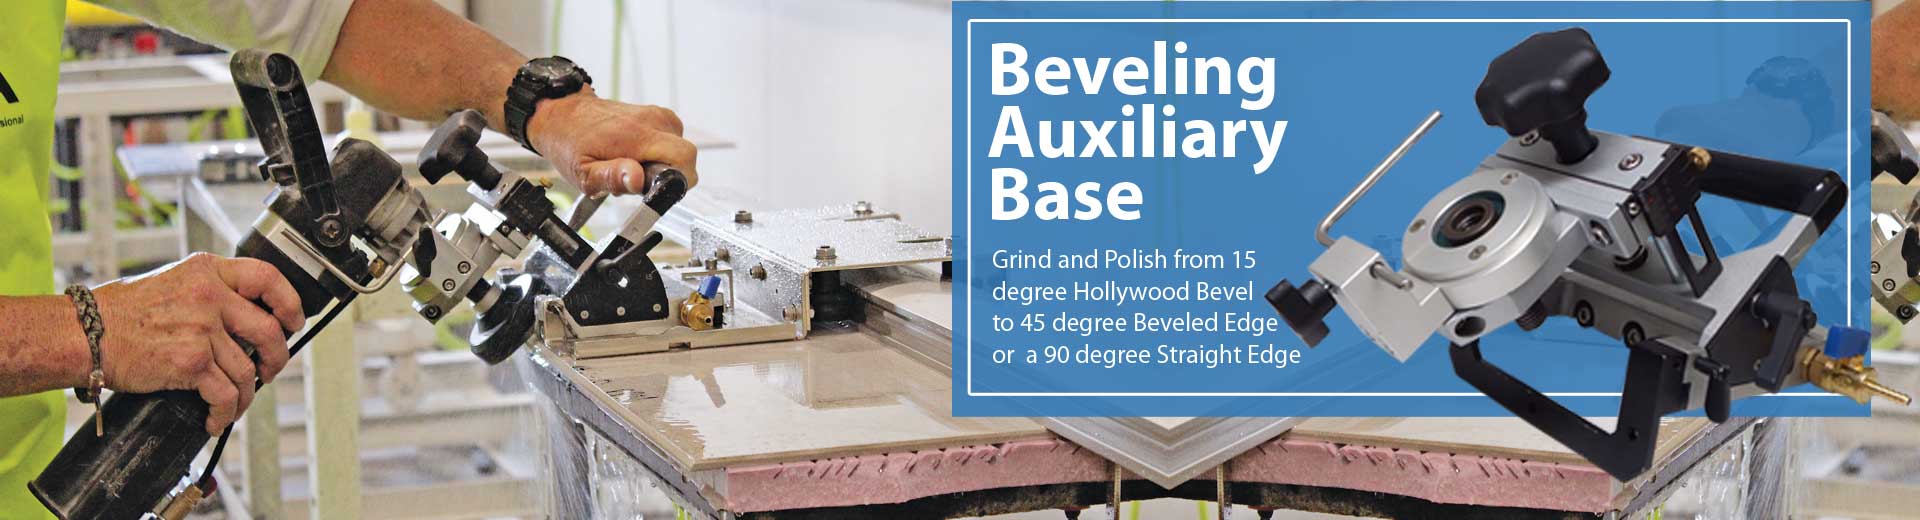 Beveling
Auxiliary
Base
Grind and Polish from 15
degree Hollywood Bevel
to 45 degree Beveled Edge
or a 90 degree Straight Edge